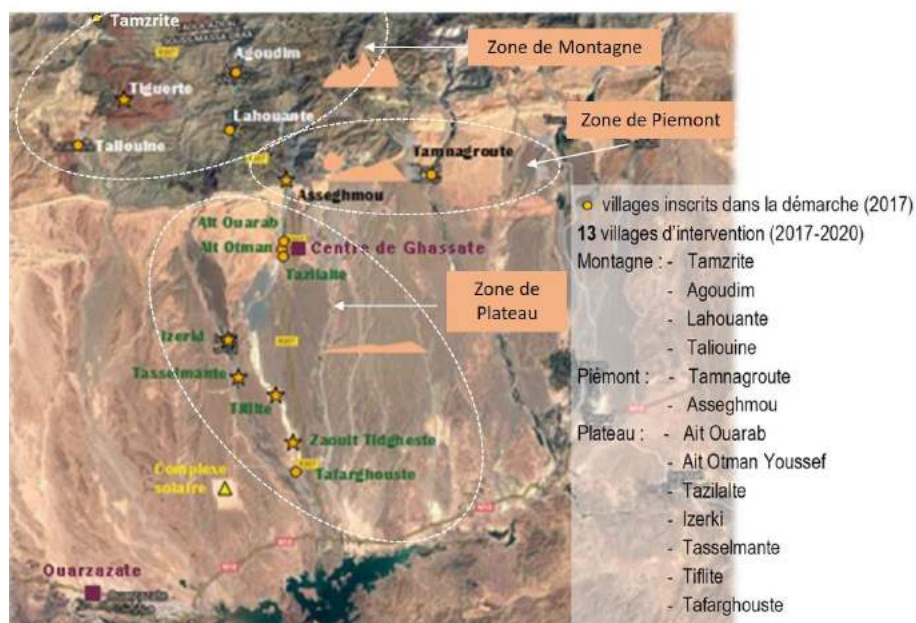 Tamzrite
Zone de Montagne
Agoudim
Tiguerte
Zone de Piemont
Lahouante
Taliouine
Tamnagroute
Asseghmou
Ait Ouarab
Ait Otman
Centre de Ghassate
Tazilalte
Zone de
Plateau
Izerki
Tasselmante
Tiflite
Zaouit Tidgheste
Tafarghouste
Complexe
solaire
Ouarzazate
villages inscrits dans la démarche (2017)
13 villages d'intervention (2017-2020)
Montagne : - Tamzrite
- Agoudim
- Lahouante
- Taliouine
Piémont : - Tamnagroute
- Asseghmou
Plateau : - Ait Ouarab
- Ait Otman Youssef
- Tazilalte
- Izerki
- Tasselmante
- Tiflite
- Tafarghouste